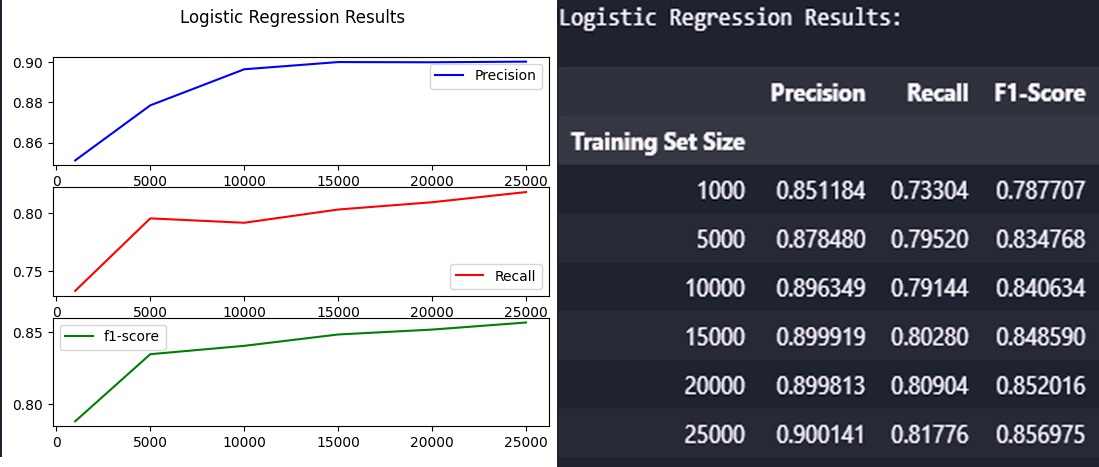 Logistic Regression Results
0.90
0.88
0.86
Precision
0 5000 10000 15000 20000 25000
0.80
0.75
Recall
0 5000 10000 15000 20000 25000
0.85
0.80
f1-score
0 5000 10000 15000 20000 25000
Logistic Regression Results:
Precision Recall F1-Score
Training Set Size
1000 0.851184 0.73304 0.787707
5000 0.878480 0.79520 0.834768
10000 0.896349 0.79144 0.840634
15000 0.899919 0.80280 0.848590
20000 0.899813 0.80904 0.852016
25000 0.900141 0.81776 0.856975